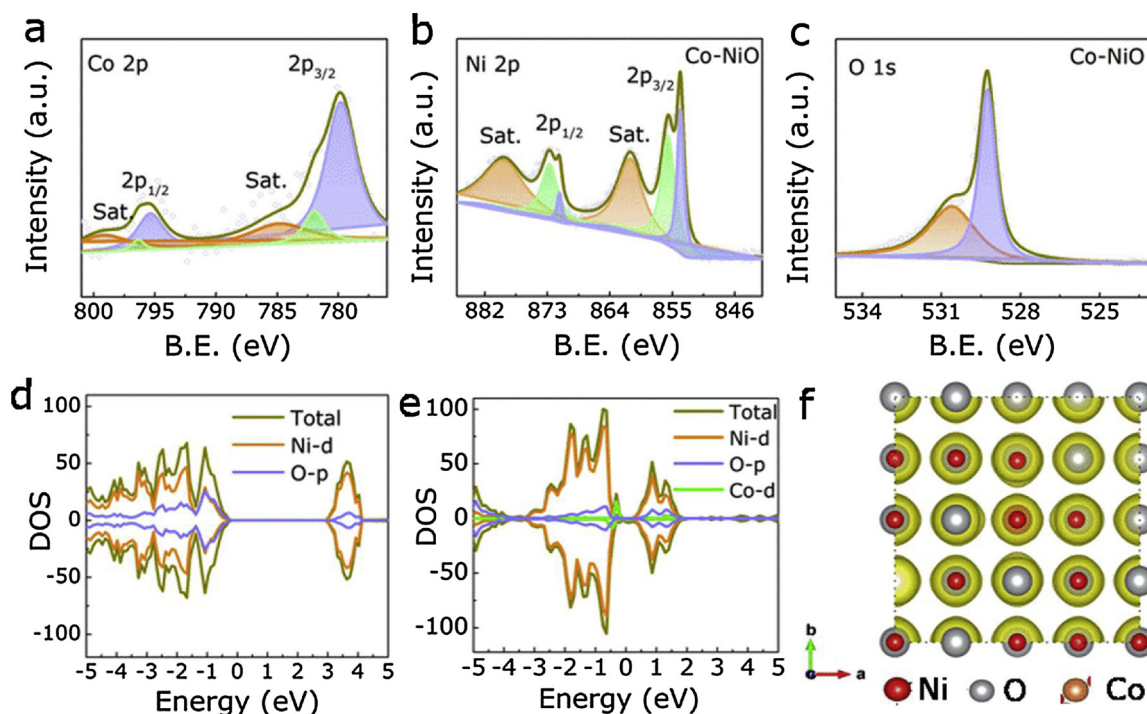 a
Co 2p
2p3/2
Sat.
2p1/2
Sat.
Intensity (a.u.)
800 795 790 785 780
B.E. (eV)
b
Ni 2p
Co-NiO
2p3/2
Sat.
2p1/2
Sat.
Intensity (a.u.)
882 873 864 855 846
B.E. (eV)
c
O 1s
Co-NiO
Intensity (a.u.)
534 531 528 525
B.E. (eV)
d
Total
Ni-d
O-p
DOS
100
50
0
-50
-100
-5 -4 -3 -2 -1 0 1 2 3 4 5
Energy (eV)
e
Total
Ni-d
O-p
Co-d
DOS
100
50
0
-50
-100
-5 -4 -3 -2 -1 0 1 2 3 4 5
Energy (eV)
f
b
a
Ni O Co